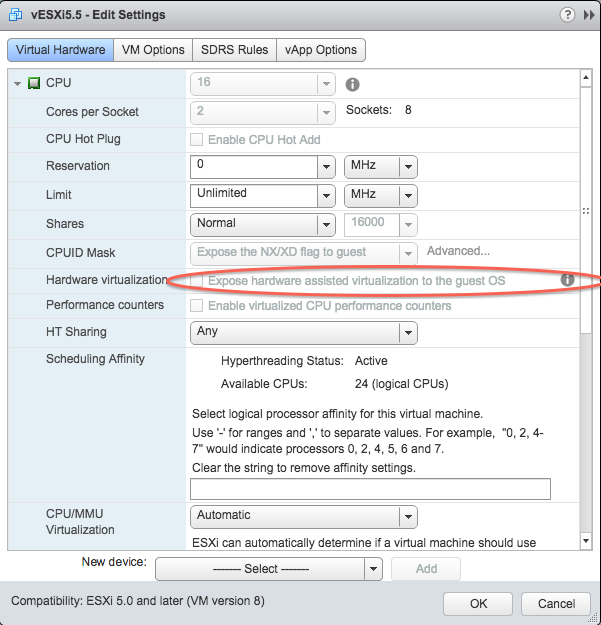 vESXi5.5 - Edit Settings
Virtual Hardware VM Options SDRS Rules vApp Options
CPU 16
Cores per Socket 2 Sockets: 8
CPU Hot Plug Enable CPU Hot Add
Reservation 0 MHz
Limit Unlimited MHz
Shares Normal 16000
CPUID Mask Expose the NX/XD flag to guest Advanced...
Hardware virtualization Expose hardware assisted virtualization to the guest OS
Performance counters Enable virtualized CPU performance counters
HT Sharing Any
Scheduling Affinity Hyperthreading Status: Active
Available CPUs: 24 (logical CPUs)
Select logical processor affinity for this virtual machine.
Use '-' for ranges and ',' to separate values. For example, "0, 2, 4-
7" would indicate processors 0, 2, 4, 5, 6 and 7.
Clear the string to remove affinity settings.
CPU/MMU Automatic
Virtualization
ESXi can automatically determine if a virtual machine should use
New device: ------- Select ------- Add
Compatibility: ESXi 5.0 and later (VM version 8) OK Cancel